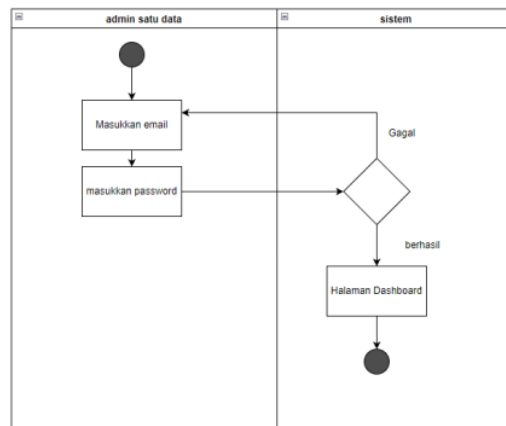 admin satu data
sistem
Masukkan email
Gagal
masukkan password
berhasil
Halaman Dashboard